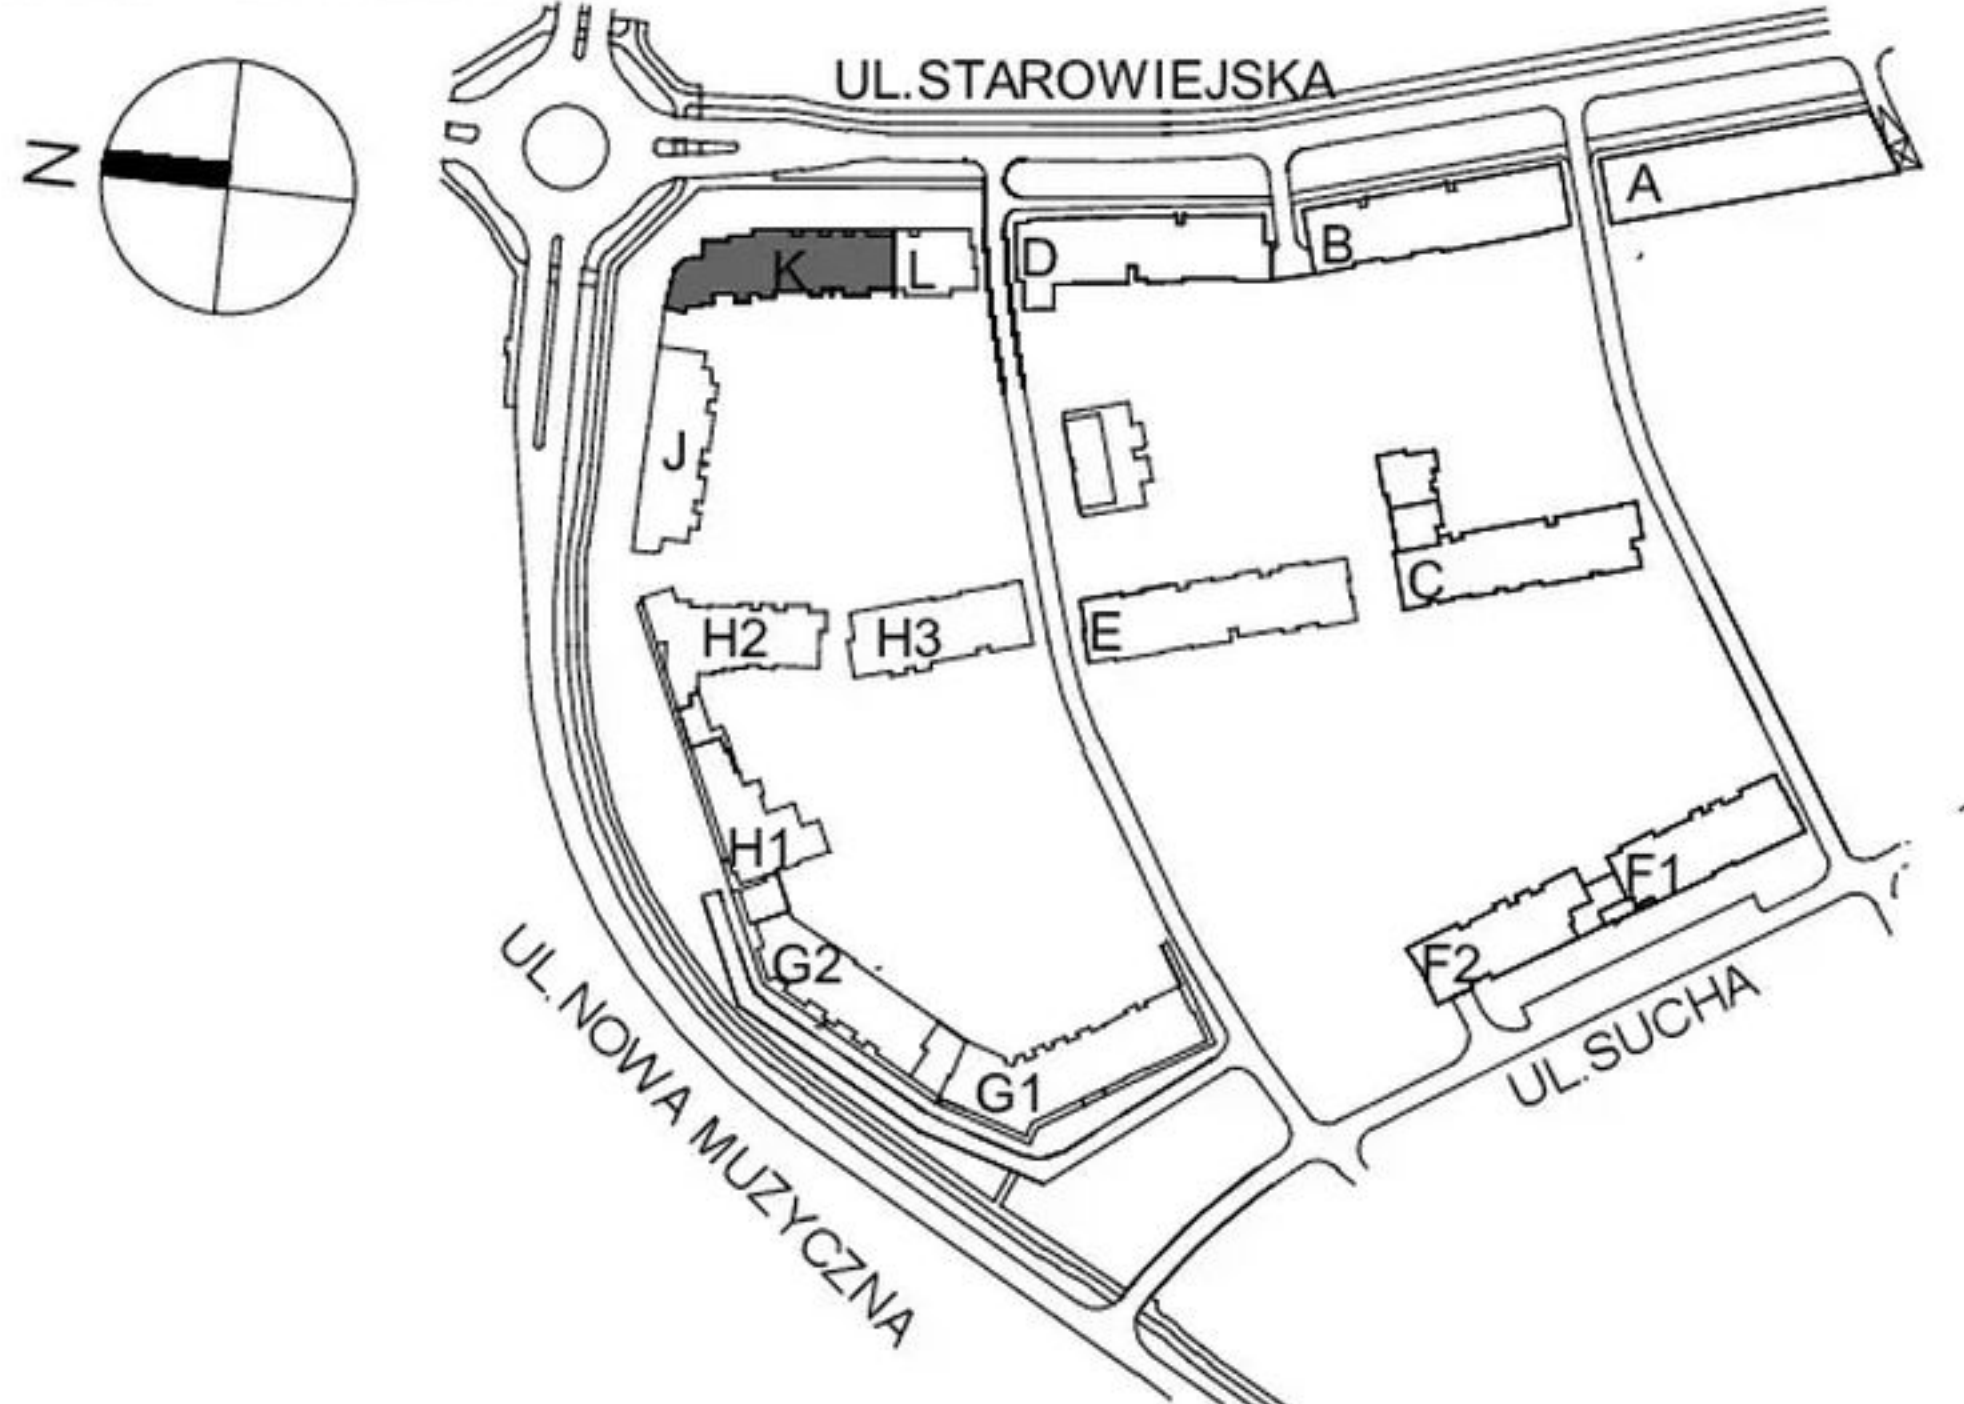 UL.STAROWIEJSKA
N
A
B
D
K
L
J
C
H2
H3
E
H1
F1
G2
F2
G1
UL.SUCHA
UL. NOWA MUZYCZNA